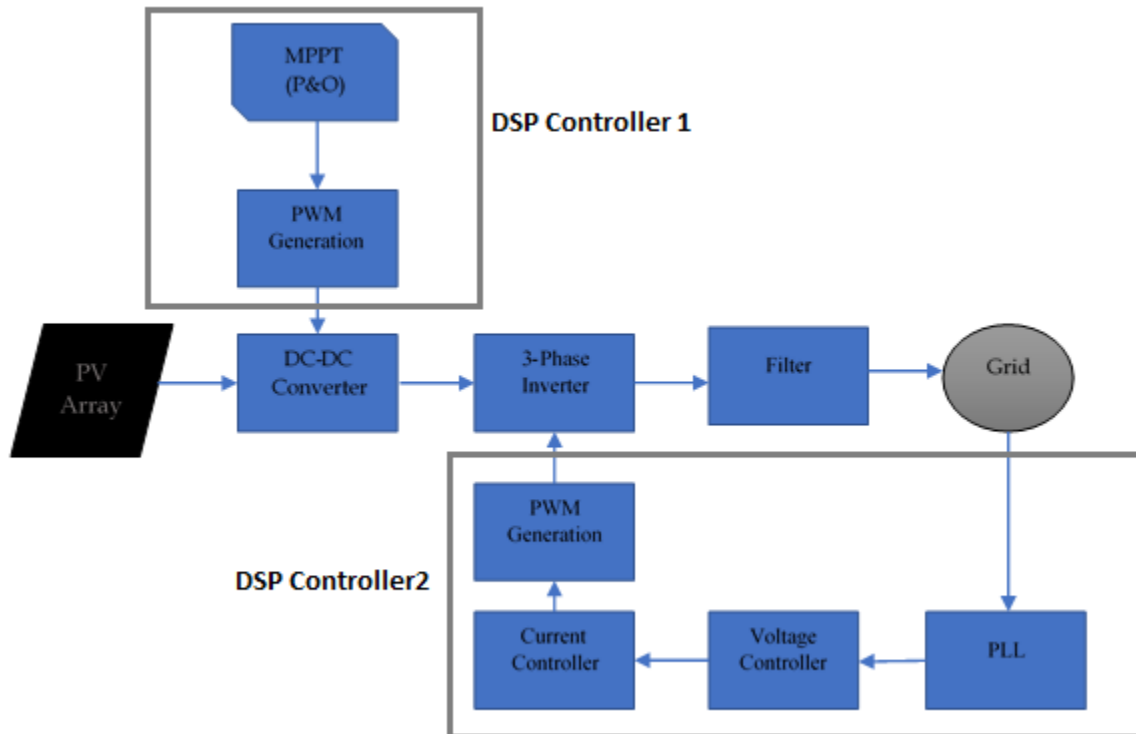 MPPT
(P&O)
DSP Controller 1
PWM
Generation
PV
Array
DC-DC
Converter
3-Phase
Inverter
Filter
Grid
PWM
Generation
DSP Controller2
Current
Controller
Voltage
Controller
PLL